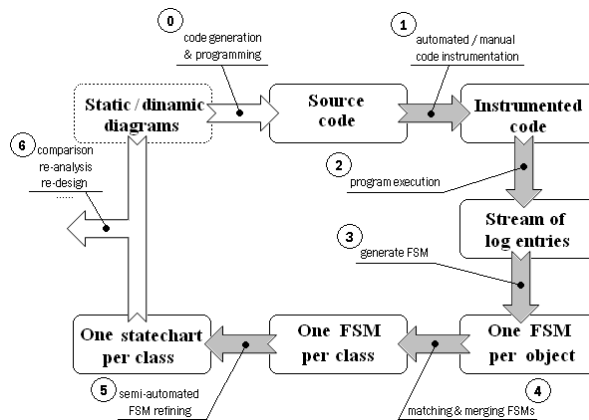 0
code generation
& programming
1
automated / manual
code instrumentation
Static / dinamic
diagrams
Source
code
Instrumented
code
6
comparison
re-analysis
re-design
......
2
program execution
Stream of
log entries
3
generate FSM
One statechart
per class
One FSM
per class
One FSM
per object
5
semi-automated
FSM refining
4
matching & merging FSMs